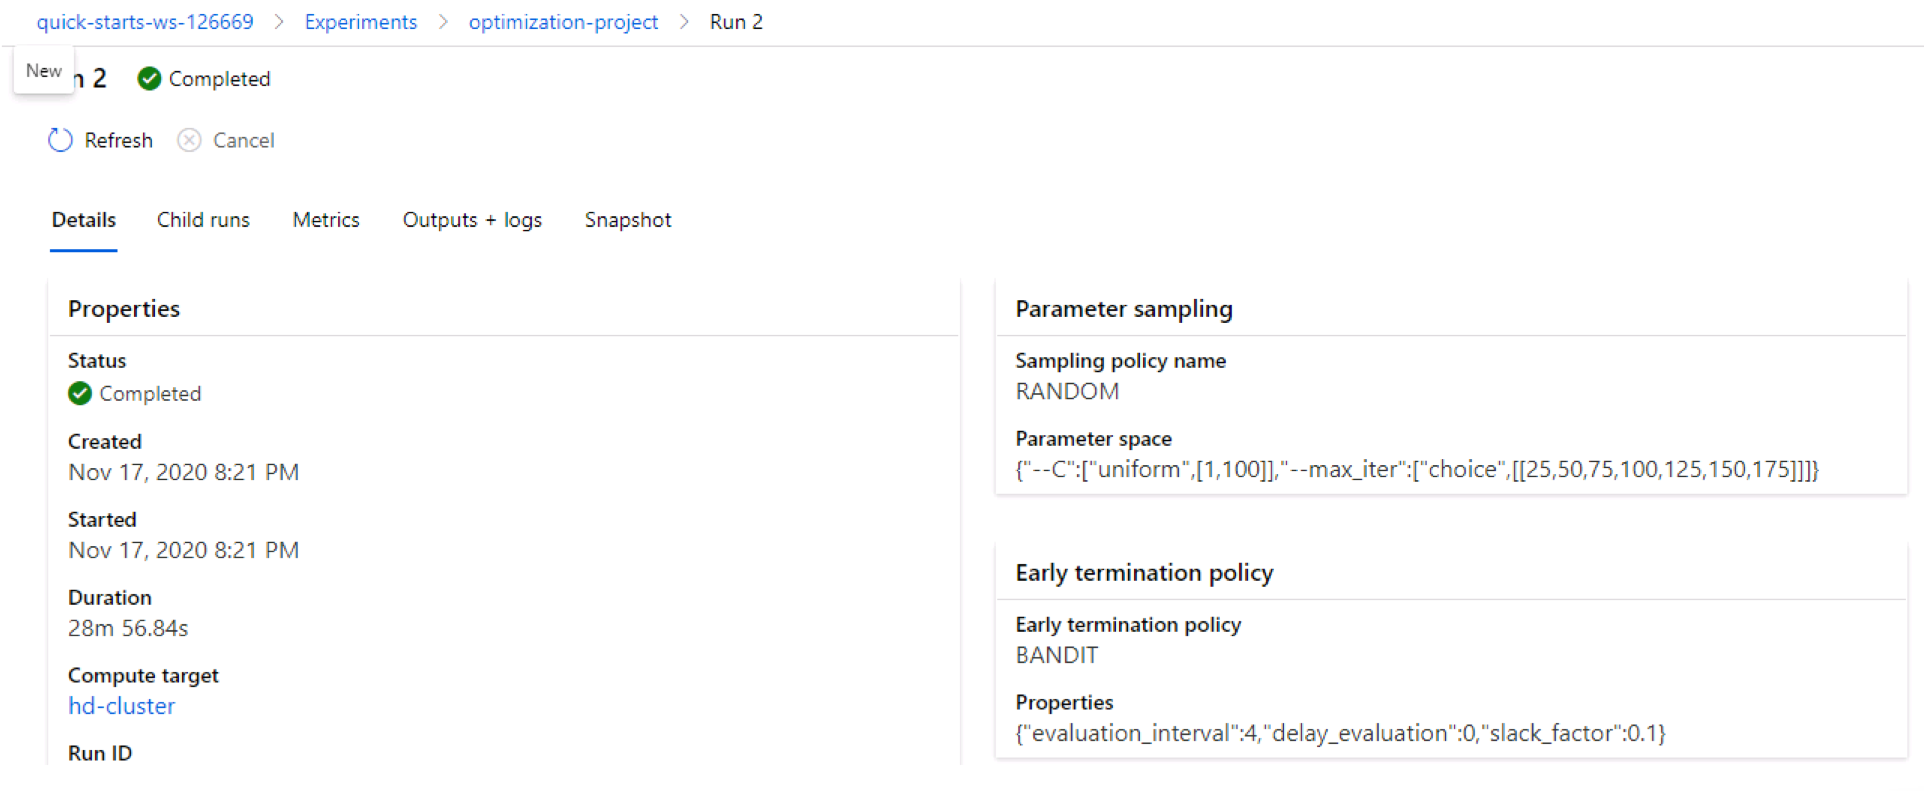 quick-starts-ws-126669 > Experiments > optimization-project > Run 2
New
n 2 Completed
Refresh Cancel
Details Child runs Metrics Outputs + logs Snapshot
Properties
Status
Completed
Created
Nov 17, 2020 8:21 PM
Started
Nov 17, 2020 8:21 PM
Duration
28m 56.84s
Compute target
hd-cluster
Run ID
Parameter sampling
Sampling policy name
RANDOM
Parameter space
{"--C":["uniform",[1,100]],"--max_iter":["choice",[[25,50,75,100,125,150,175]]]}
Early termination policy
Early termination policy
BANDIT
Properties
{"evaluation_interval":4,"delay_evaluation":0,"slack_factor":0.1}